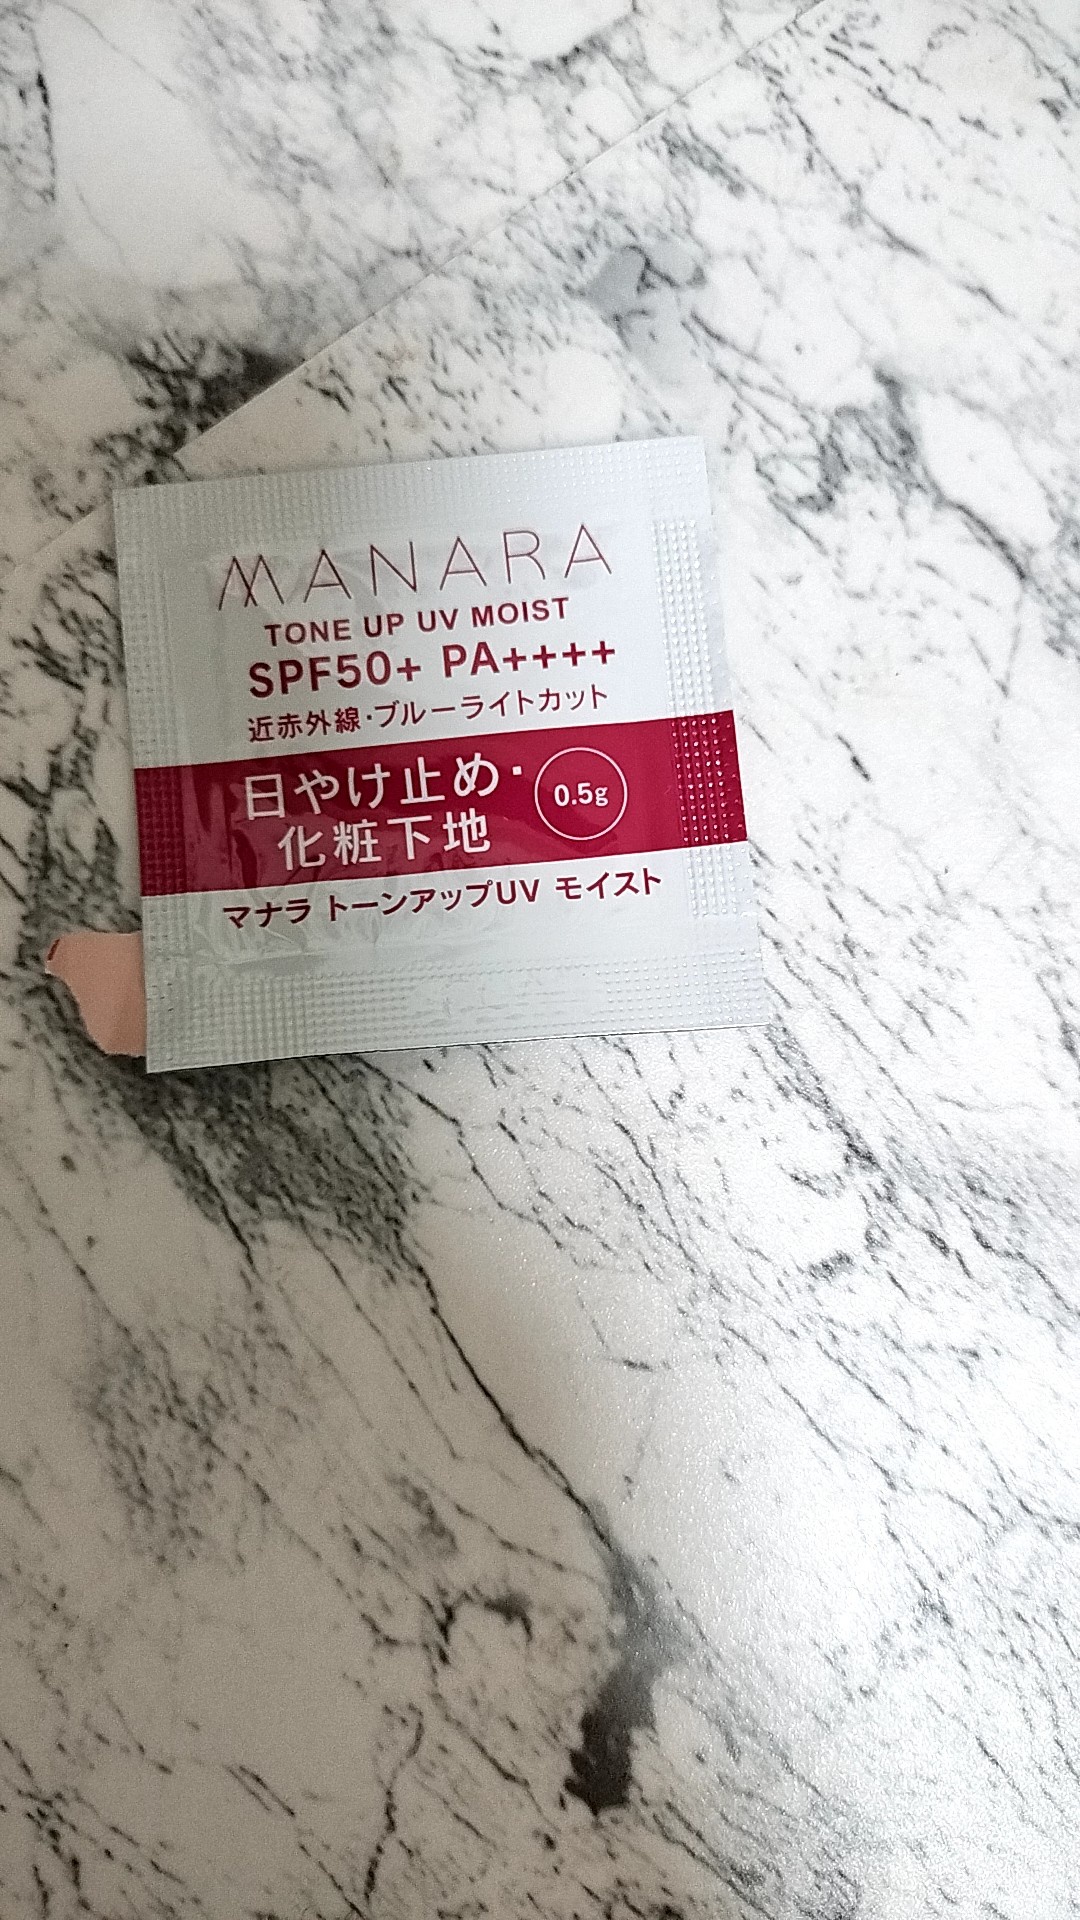 MANARA
TONE UP UV MOIST
SPF50+ PA++++
近赤外線・ブルーライトカット
日やけ止め・
化粧下地
0.5g
マナラ トーンアップUV モイスト